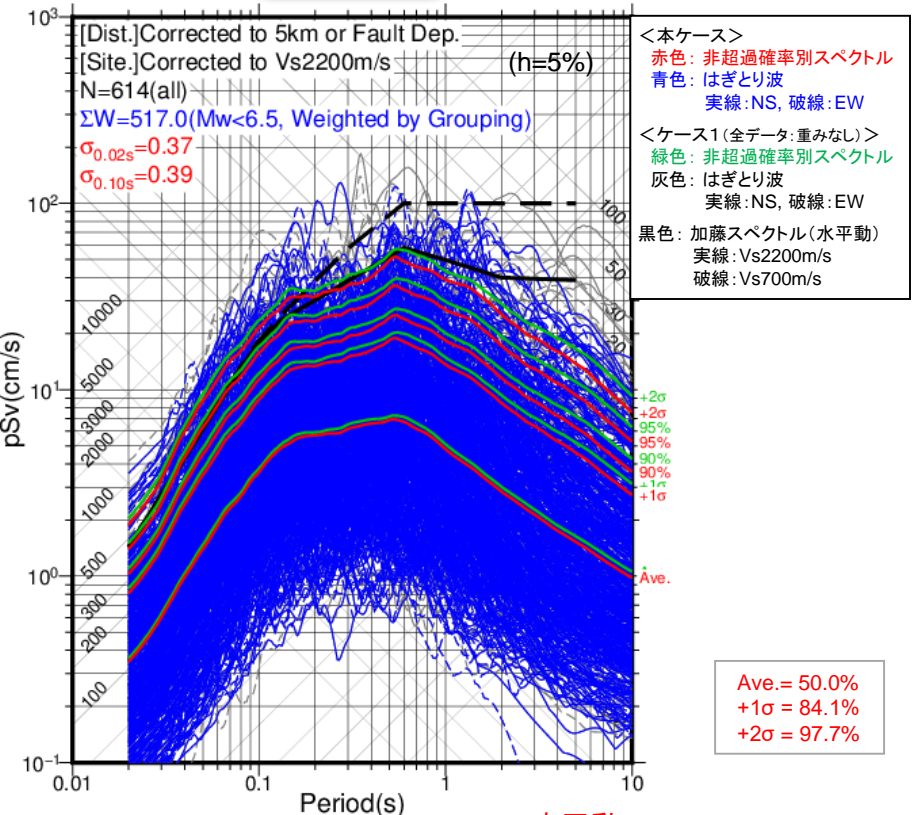 [Dist.]Corrected to 5km or Fault Dep.
[Site.]Corrected to Vs2200m/s
(h=5%)
N=614(all)
ΣW=517.0(Mw<6.5, Weighted by Grouping)
σ0.02s=0.37
σ0.10s=0.39
10³
10²
10¹
10⁰
10⁻¹
pSv(cm/s)
10000
5000
3000
2000
1000
500
300
200
100
100
50
30
20
+2σ
+2σ
95%
95%
90%
90%
+1σ
+1σ
Ave.
0.01
0.1
1
10
Period(s)
<本ケース>
赤色: 非超過確率別スペクトル
青色: はぎとり波
実線:NS, 破線:EW
<ケース1(全データ:重みなし)>
緑色: 非超過確率別スペクトル
灰色: はぎとり波
実線:NS, 破線:EW
黒色: 加藤スペクトル(水平動)
実線:Vs2200m/s
破線:Vs700m/s
Ave.= 50.0%
+1σ = 84.1%
+2σ = 97.7%